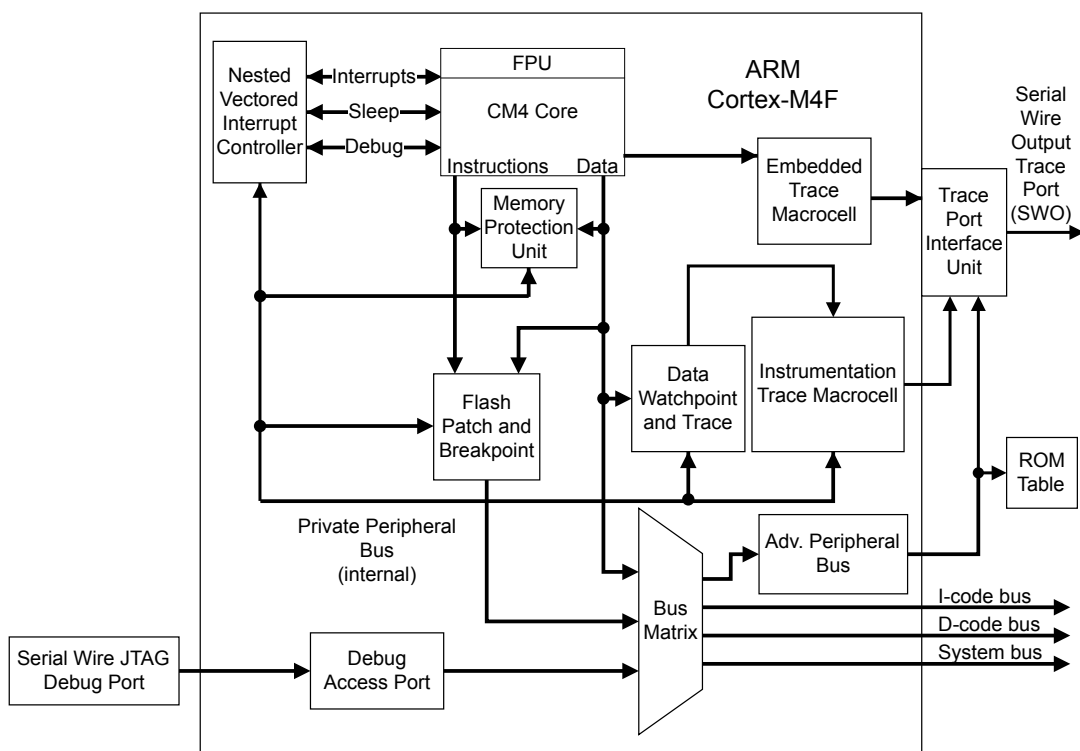 Nested
Vectored
Interrupt
Controller
Interrupts
Sleep
Debug
FPU
CM4 Core
Instructions
Data
ARM
Cortex-M4F
Serial
Wire
Output
Trace
Port
(SWO)
Embedded
Trace
Macrocell
Trace
Port
Interface
Unit
Memory
Protection
Unit
Flash
Patch and
Breakpoint
Data
Watchpoint
and Trace
Instrumentation
Trace Macrocell
ROM
Table
Private Peripheral
Bus
(internal)
Adv. Peripheral
Bus
Bus
Matrix
I-code bus
D-code bus
System bus
Serial Wire JTAG
Debug Port
Debug
Access Port